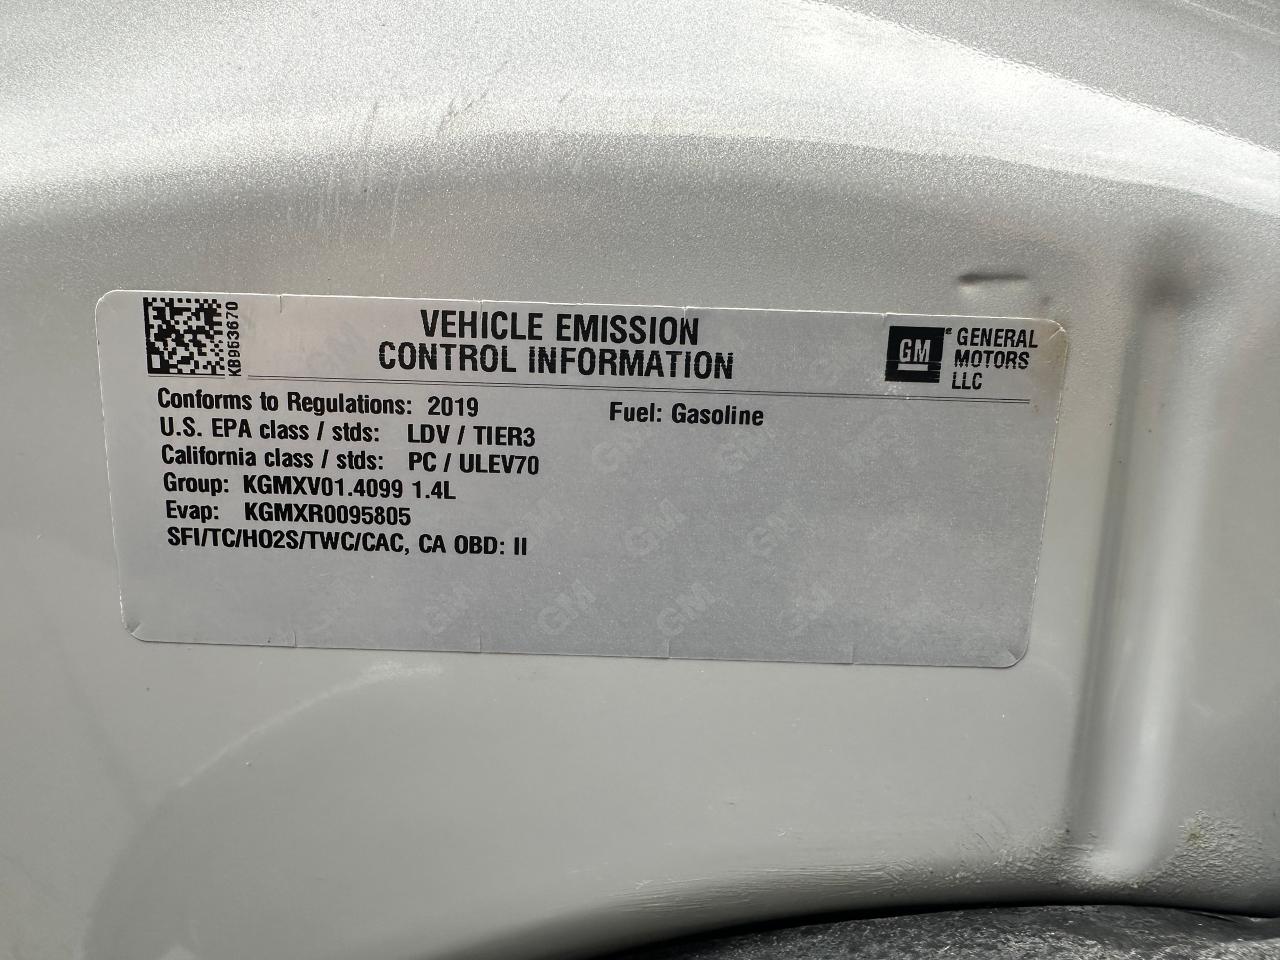 KB963670
VEHICLE EMISSION
CONTROL INFORMATION
GM
GENERAL
MOTORS
LLC
Conforms to Regulations: 2019
Fuel: Gasoline
U.S. EPA class / stds: LDV / TIER3
California class / stds: PC / ULEV70
Group: KGMXV01.4099 1.4L
Evap: KGMXR0095805
SFI/TC/HO2S/TWC/CAC, CA OBD: II